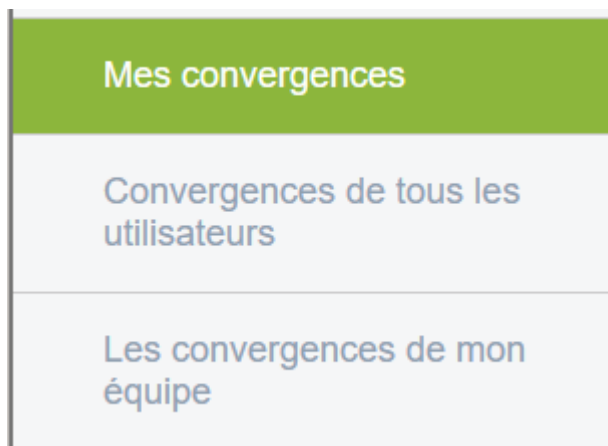 Mes convergences
Convergences de tous les
utilisateurs
Les convergences de mon
équipe